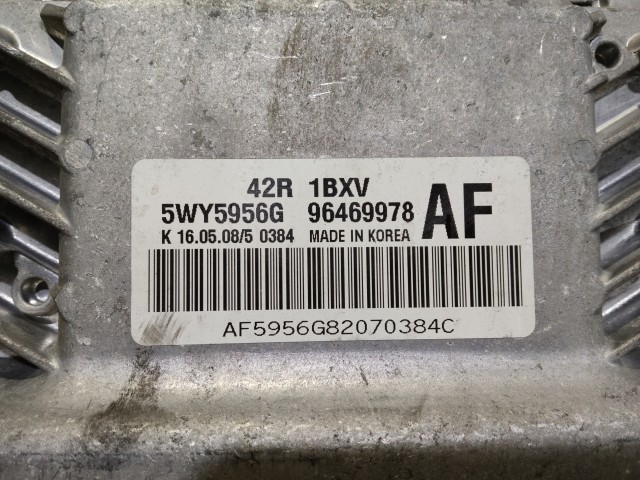 42R 1BXV
5WY5956G 96469978 AF
K 16.05.08/5 0384 MADE IN KOREA
AF5956G82070384C